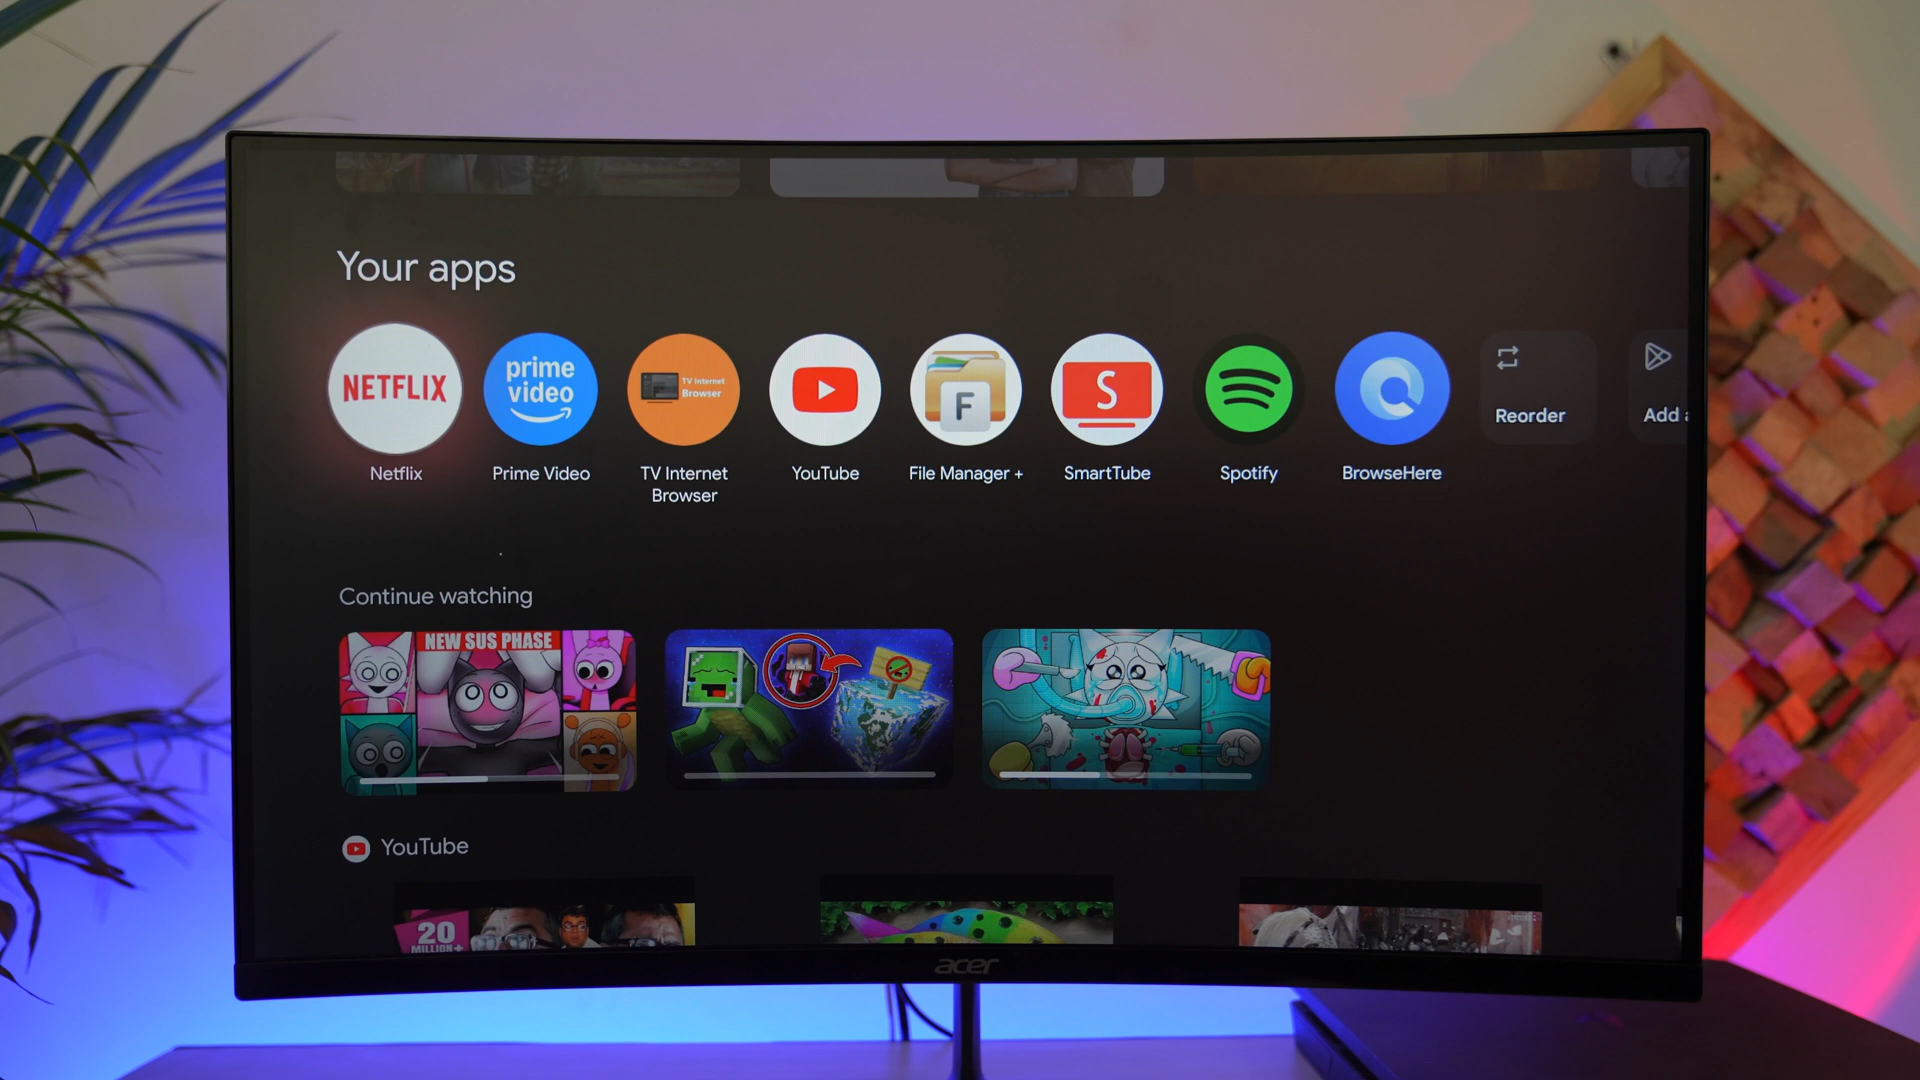 Your apps
NETFLIX
prime
video
TV Internet
Browser
F
S
Reorder
Add
Netflix
Prime Video
TV Internet
Browser
YouTube
File Manager +
SmartTube
Spotify
BrowseHere
Continue watching
NEW SUS PHASE
YouTube
20
MILLION+
acer